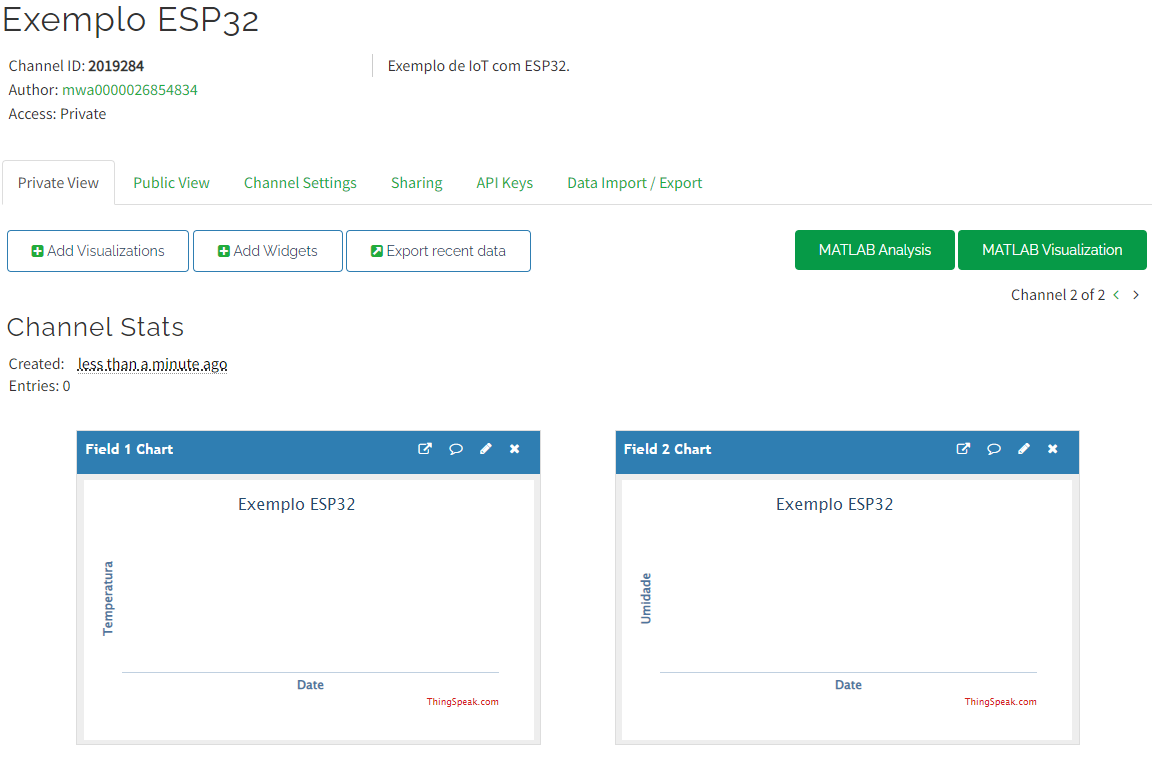 Exemplo ESP32
Channel ID: 2019284
Author: mwa0000026854834
Access: Private
Exemplo de IoT com ESP32.
Private View
Public View
Channel Settings
Sharing
API Keys
Data Import / Export
Add Visualizations
Add Widgets
Export recent data
MATLAB Analysis
MATLAB Visualization
Channel 2 of 2 < >
Channel Stats
Created: less than a minute ago
Entries: 0
Field 1 Chart
Exemplo ESP32
Temperatura
Date
ThingSpeak.com
Field 2 Chart
Exemplo ESP32
Umidade
Date
ThingSpeak.com